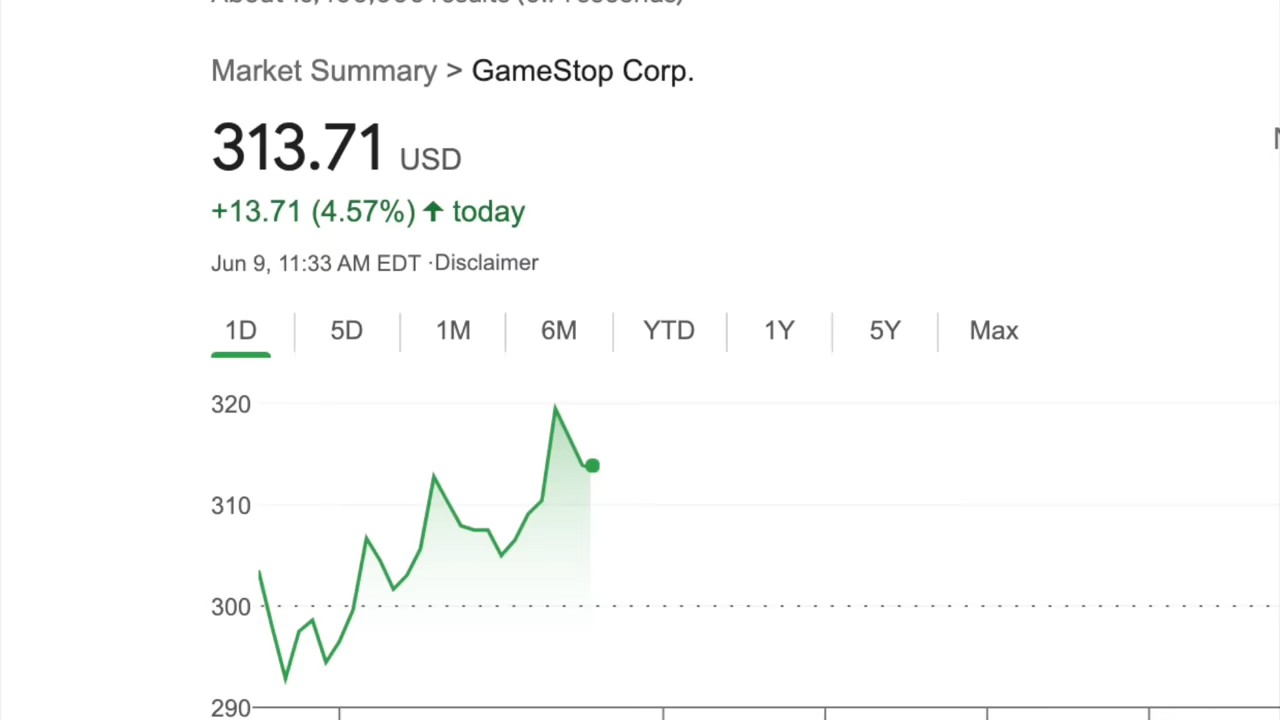 Market Summary > GameStop Corp.
313.71 USD
+13.71 (4.57%) ↑ today
Jun 9, 11:33 AM EDT ·Disclaimer
1D 5D 1M 6M YTD 1Y 5Y Max
320
310
300
290